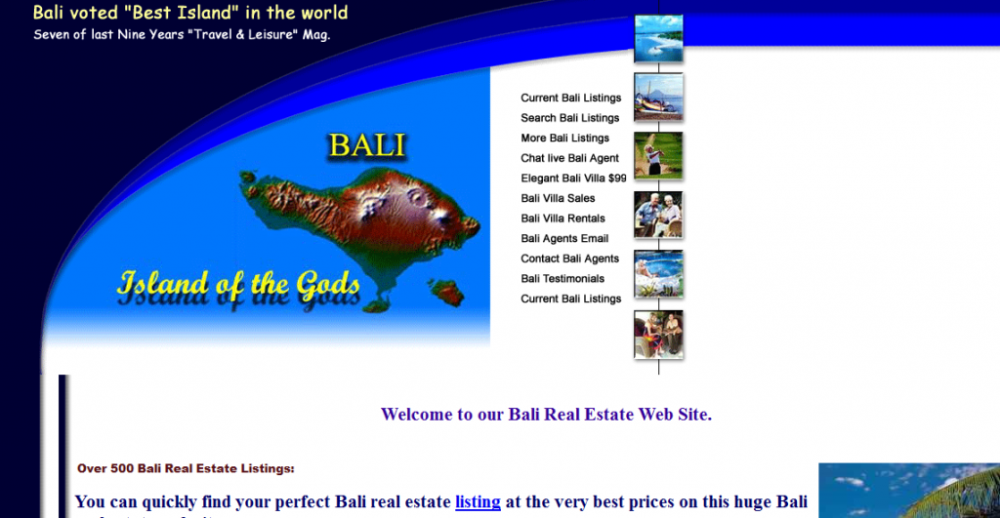 Bali voted "Best Island" in the world
Seven of last Nine Years "Travel & Leisure" Mag.
BALI
Island of the Gods
Current Bali Listings
Search Bali Listings
More Bali Listings
Chat live Bali Agent
Elegant Bali Villa $99
Bali Villa Sales
Bali Villa Rentals
Bali Agents Email
Contact Bali Agents
Bali Testimonials
Current Bali Listings
Welcome to our Bali Real Estate Web Site.
Over 500 Bali Real Estate Listings:
You can quickly find your perfect Bali real estate listing at the very best prices on this huge Bali